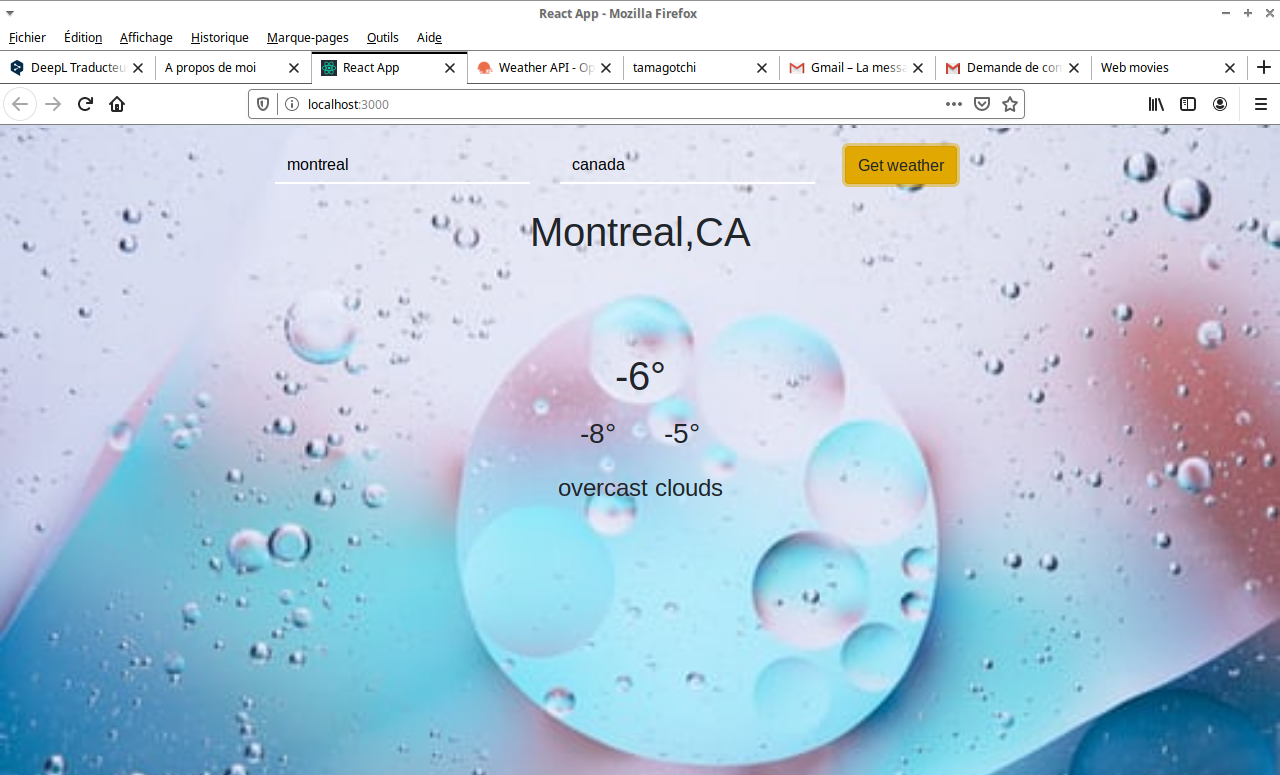 React App - Mozilla Firefox
Fichier Édition Affichage Historique Marque-pages Outils Aide
DeepL Traducteu A propos de moi React App Weather API - Op tamagotchi Gmail – La messa Demande de con Web movies
localhost:3000
montreal canada Get weather
Montreal,CA
-6°
-8° -5°
overcast clouds